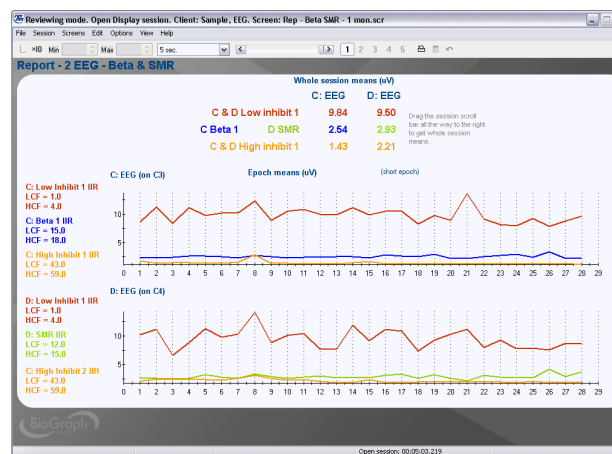 Reviewing mode. Open Display session. Client: Sample, EEG. Screen: Rep - Beta SMR - 1 mon.scr
File Session Screens Edit Options View Help
×10 Min Max 5 sec. 1 2 3 4 5
Report - 2 EEG - Beta & SMR
Whole session means (uV)
C: EEG D: EEG
C & D Low inhibit 1 9.84 9.50
C Beta 1 D SMR 2.54 2.93
C & D High inhibit 1 1.43 2.21
Drag the session scroll
bar all the way to the right
to get whole session
means.
C: EEG (on C3) Epoch means (uV) (short epoch)
C: Low Inhibit 1 IIR
LCF = 1.0
HCF = 4.0
C: Beta 1 IIR
LCF = 15.0
HCF = 18.0
C: High Inhibit 1 IIR
LCF = 43.0
HCF = 59.0
10
5
0 1 2 3 4 5 6 7 8 9 10 11 12 13 14 15 16 17 18 19 20 21 22 23 24 25 26 27 28 29
D: EEG (on C4)
D: Low Inhibit 1 IIR
LCF = 1.0
HCF = 4.0
D: SMR IIR
LCF = 12.0
HCF = 15.0
C: High Inhibit 2 IIR
LCF = 43.0
HCF = 59.0
10
5
0 1 2 3 4 5 6 7 8 9 10 11 12 13 14 15 16 17 18 19 20 21 22 23 24 25 26 27 28 29
BioGraph
Open session: 00:05:03.219